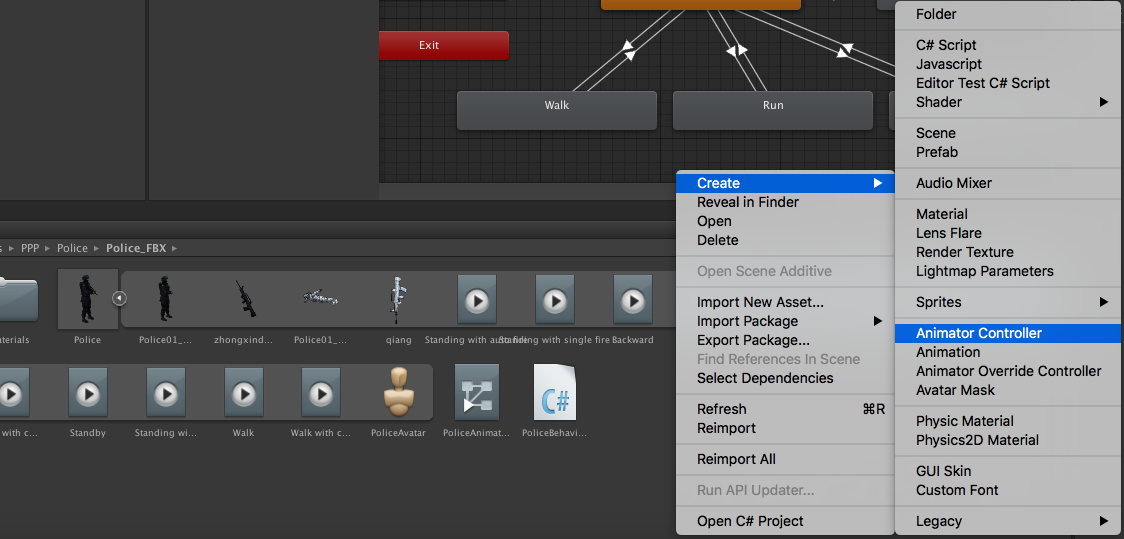 Exit
Walk
Run
s ▸ PPP ▸ Police ▸ Police_FBX ▸
aterials
Police
Police01_...
zhongxind...
Police01_...
qiang
Standing with auto fire
Standing with single fire
Backward
with c...
Standby
Standing wi...
Walk
Walk with c...
PoliceAvatar
PoliceAnimat...
PoliceBehavi...
C#
Create
Reveal in Finder
Open
Delete
Open Scene Additive
Import New Asset...
Import Package
Export Package...
Find References In Scene
Select Dependencies
Refresh ⌘R
Reimport
Reimport All
Run API Updater...
Open C# Project
Folder
C# Script
Javascript
Editor Test C# Script
Shader
Scene
Prefab
Audio Mixer
Material
Lens Flare
Render Texture
Lightmap Parameters
Sprites
Animator Controller
Animation
Animator Override Controller
Avatar Mask
Physic Material
Physics2D Material
GUI Skin
Custom Font
Legacy